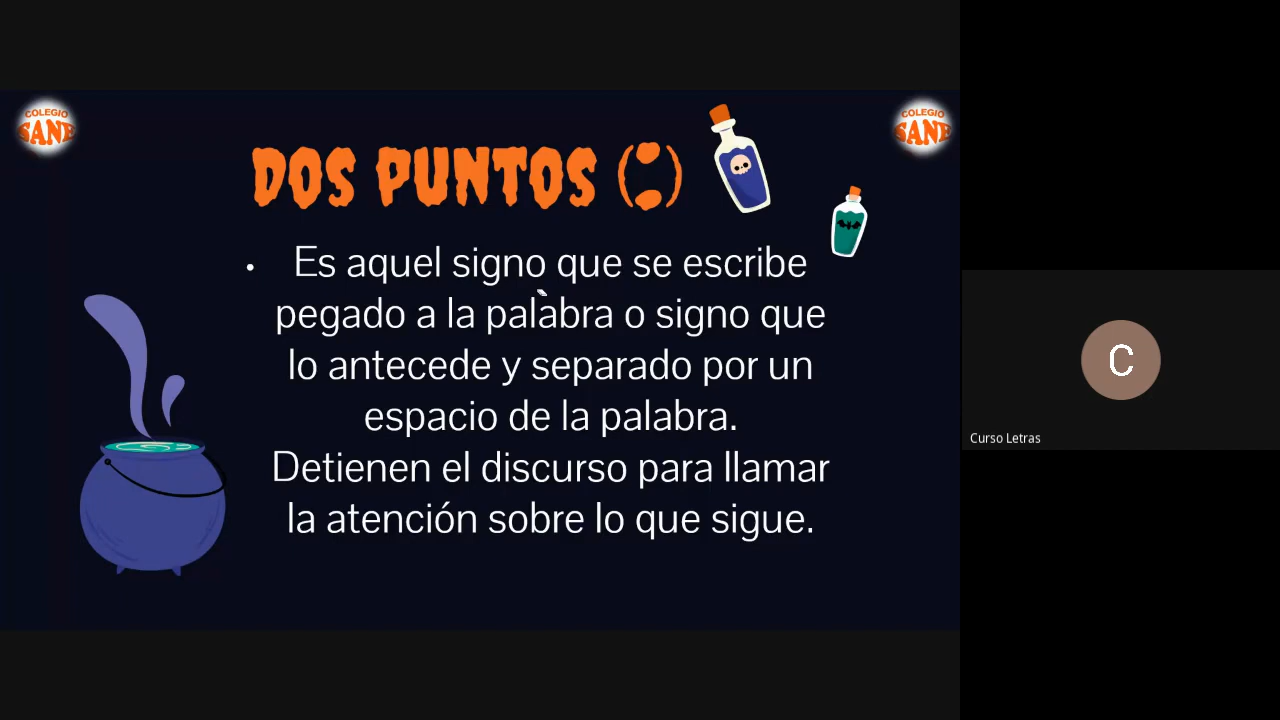 COLEGIO
SANE
COLEGIO
SANE
DOS PUNTOS (:)
• Es aquel signo que se escribe
pegado a la palabra o signo que
lo antecede y separado por un
espacio de la palabra.
Detienen el discurso para llamar
la atención sobre lo que sigue.
C
Curso Letras